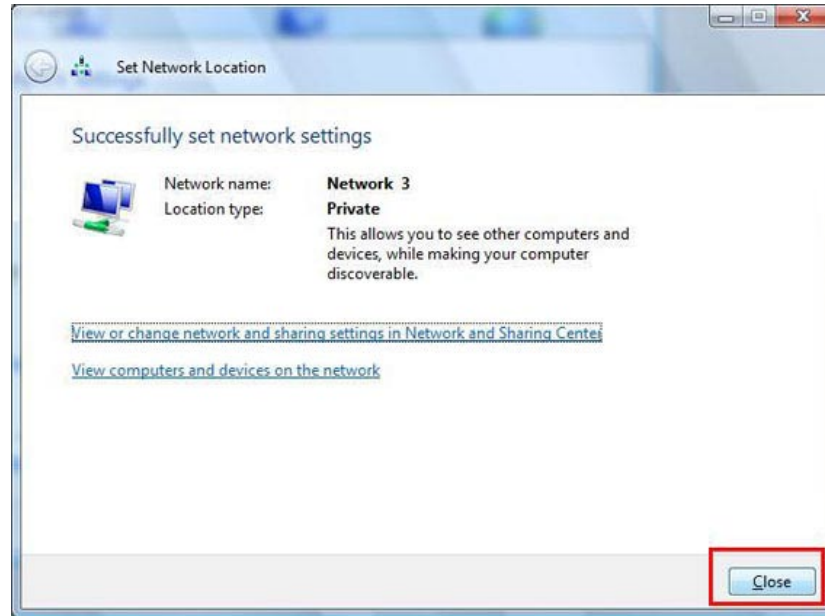 Set Network Location
Successfully set network settings
Network name: Network 3
Location type: Private
This allows you to see other computers and
devices, while making your computer
discoverable.
View or change network and sharing settings in Network and Sharing Center
View computers and devices on the network
Close